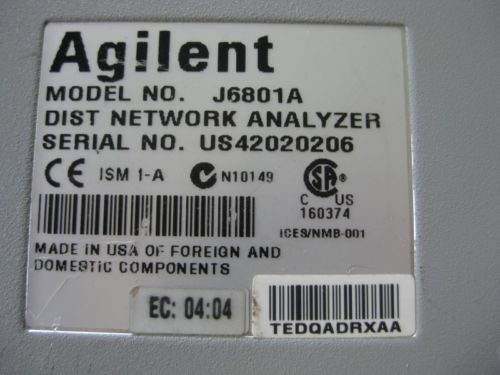 Agilent
MODEL NO. J6801A
DIST NETWORK ANALYZER
SERIAL NO. US42020206
CE ISM 1-A N10149
SA
C US
160374
ICES/NMB-001
MADE IN USA OF FOREIGN AND
DOMESTIC COMPONENTS
EC: 04:04
TEDQADRXAA